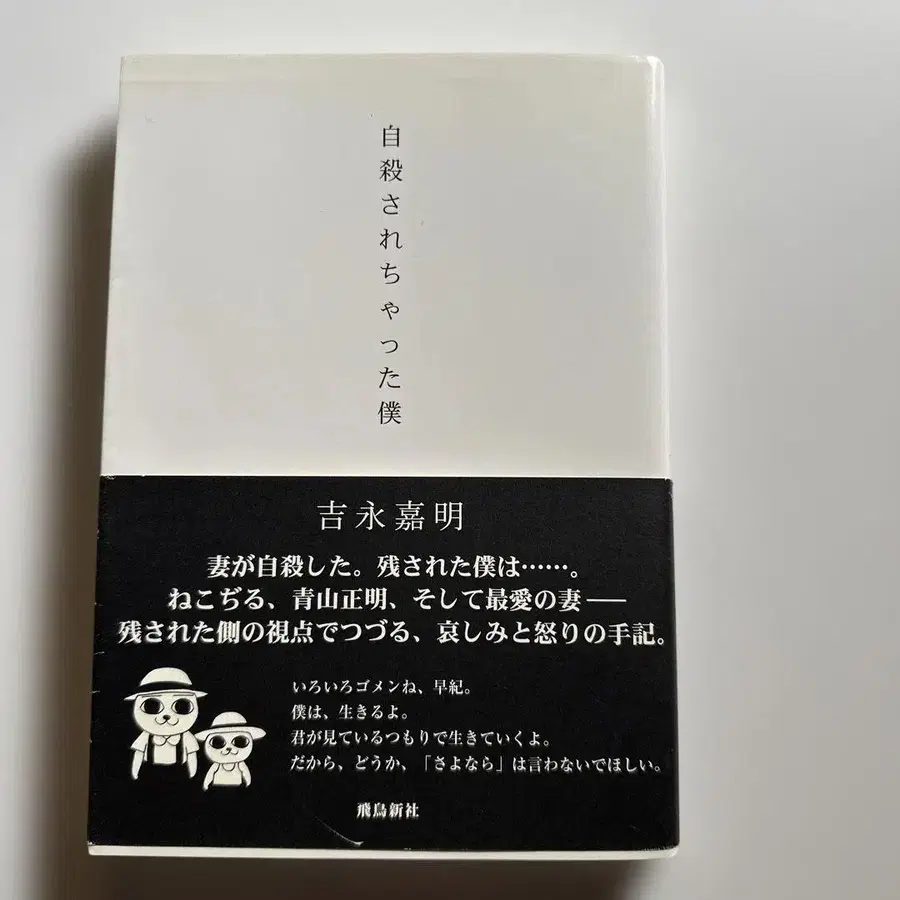 自殺されちゃった僕
吉永嘉明
妻が自殺した。残された僕は……。
ねこぢる、青山正明、そして最愛の妻──
残された側の視点でつづる、哀しみと怒りの手記。
いろいろゴメンね、早紀。
僕は、生きるよ。
君が見ているつもりで生きていくよ。
だから、どうか、「さよなら」は言わないでほしい。
飛鳥新社